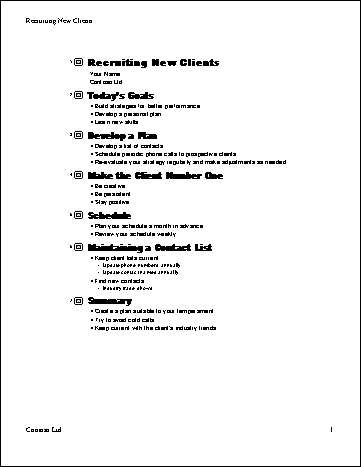 Recruiting New Clients
1 Recruiting New Clients
Your Name
Contoso Ltd
2 Today's Goals
• Build strategies for better performance
• Develop a personal plan
• Learn new skills
3 Develop a Plan
• Develop a list of contacts
• Schedule periodic phone calls to prospective clients
• Re-evaluate your strategy regularly and make adjustments as needed
4 Make the Client Number One
• Be creative
• Be persistent
• Stay positive
5 Schedule
• Plan your schedule a month in advance
• Review your schedule weekly
6 Maintaining a Contact List
• Keep client lists current
- Update phone numbers annually
- Update contact names annually
• Find new contacts
- Industry trade shows
7 Summary
• Create a plan suitable to your temperament
• Try to avoid cold calls
• Keep current with the client's industry trends
Contoso Ltd 1